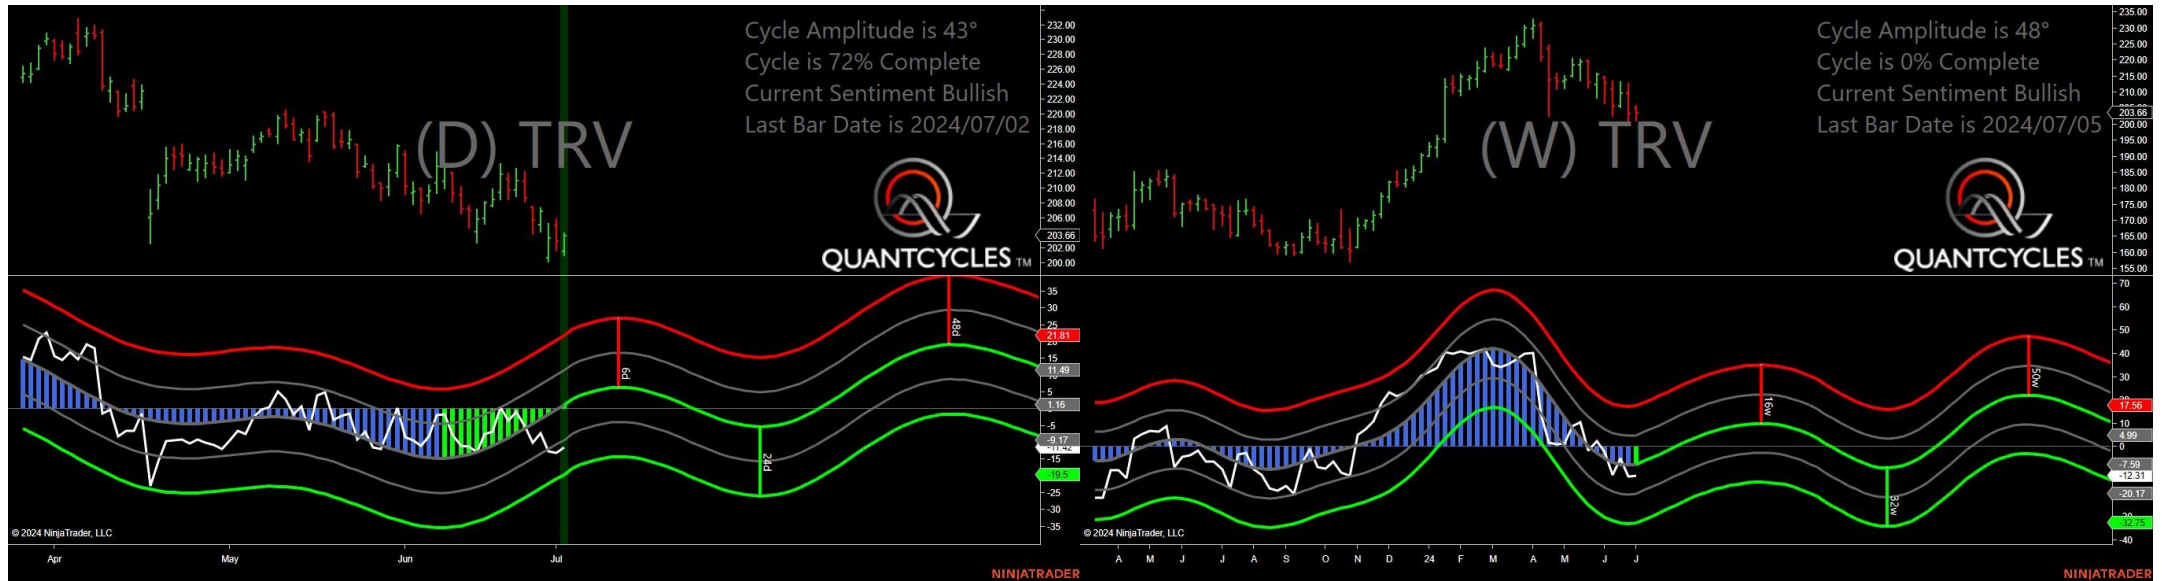 Cycle Amplitude is 43°
Cycle is 72% Complete
Current Sentiment Bullish
Last Bar Date is 2024/07/02
(D) TRV
QUANTCYCLES TM
232.00
230.00
228.00
226.00
224.00
222.00
220.00
218.00
216.00
214.00
212.00
210.00
208.00
206.00
203.66
202.00
200.00
35
30
25
21.81
15
11.49
5
1.16
-5
-9.17
-11.42
-15
-19.5
-25
-30
-35
6d
24d
48d
© 2024 NinjaTrader, LLC
Apr May Jun Jul
NINJATRADER
Cycle Amplitude is 48°
Cycle is 0% Complete
Current Sentiment Bullish
Last Bar Date is 2024/07/05
(W) TRV
QUANTCYCLES TM
235.00
230.00
225.00
220.00
215.00
210.00
203.66
200.00
195.00
190.00
185.00
180.00
175.00
170.00
165.00
160.00
155.00
70
60
50
40
30
17.56
10
4.99
0
-7.59
-12.31
-20.17
-32.75
-40
16w
32w
50w
© 2024 NinjaTrader, LLC
A M J J A S O N D 24 F M A M J J
NINJATRADER